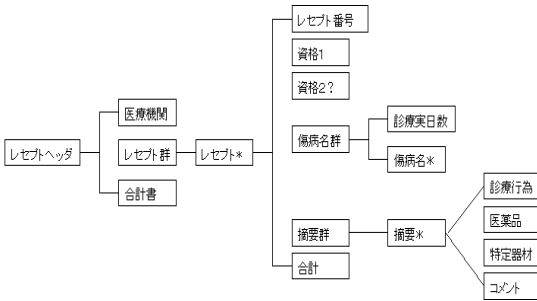 レセプト番号
資格1
資格2?
医療機関
診療実日数
傷病名群
レセプトヘッダ
レセプト群
レセプト*
傷病名*
合計書
診療行為
医薬品
摘要群
摘要*
特定器材
合計
コメント